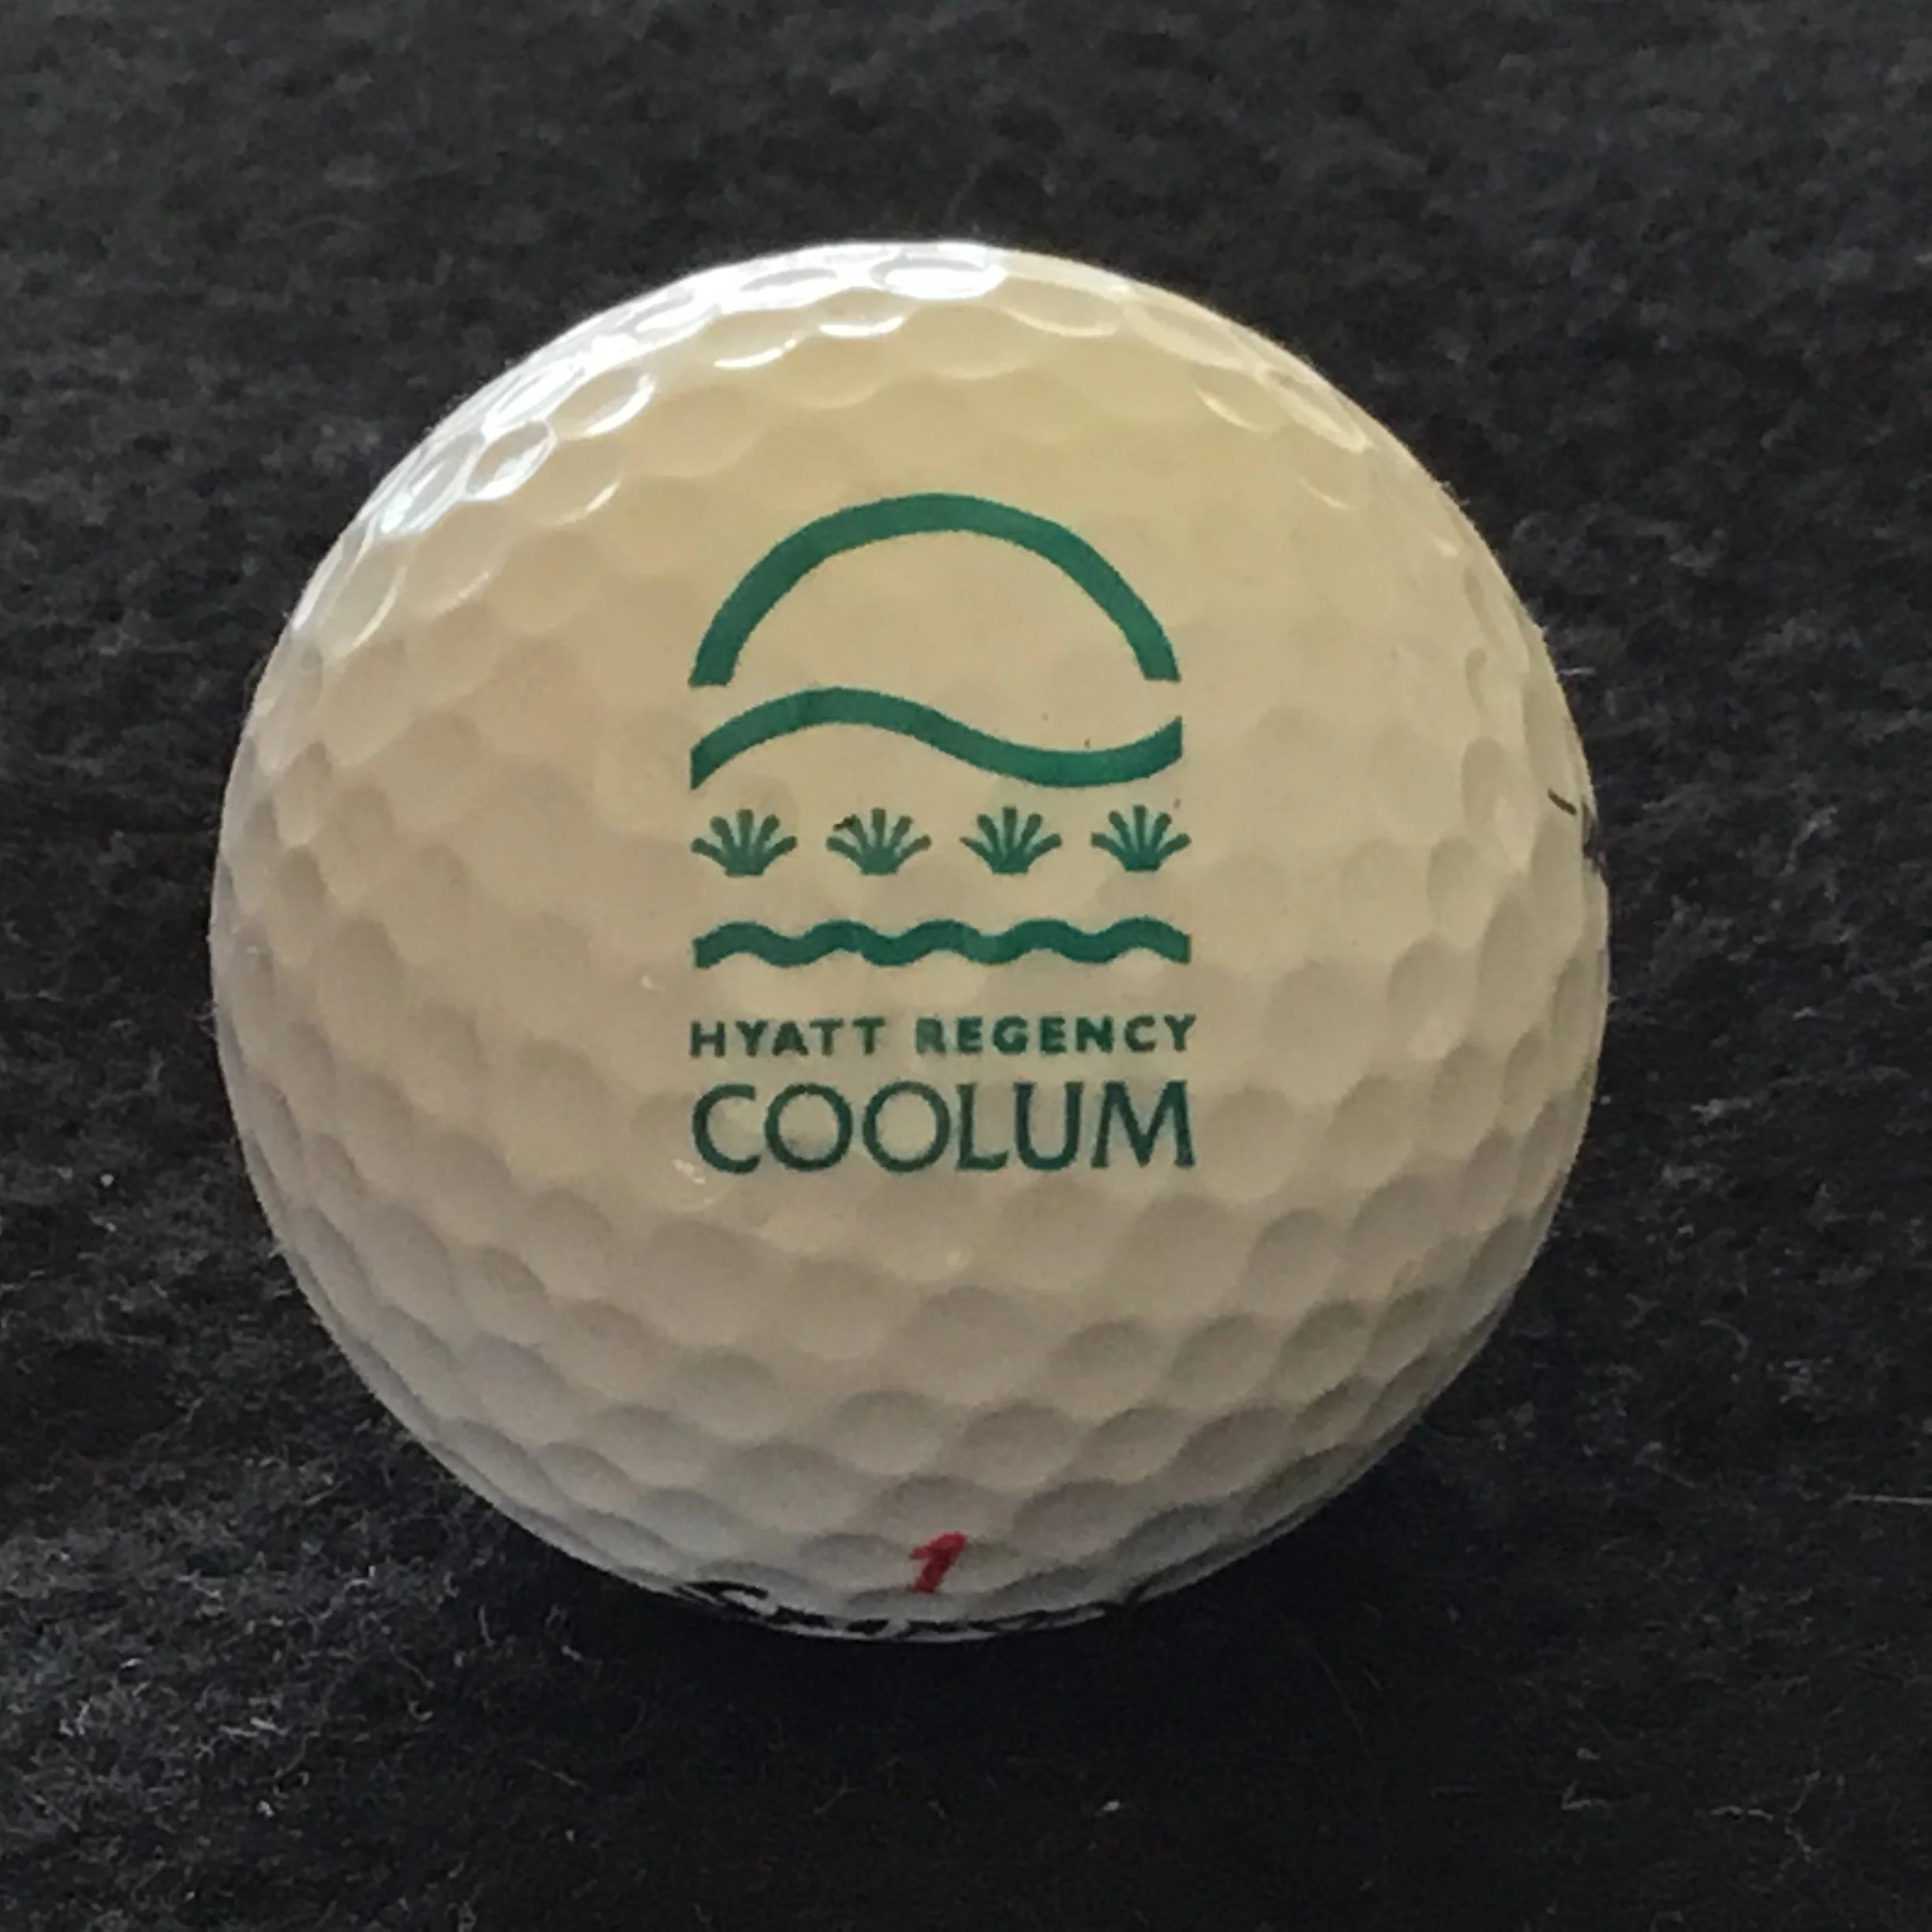 HYATT REGENCY
COOLUM
1